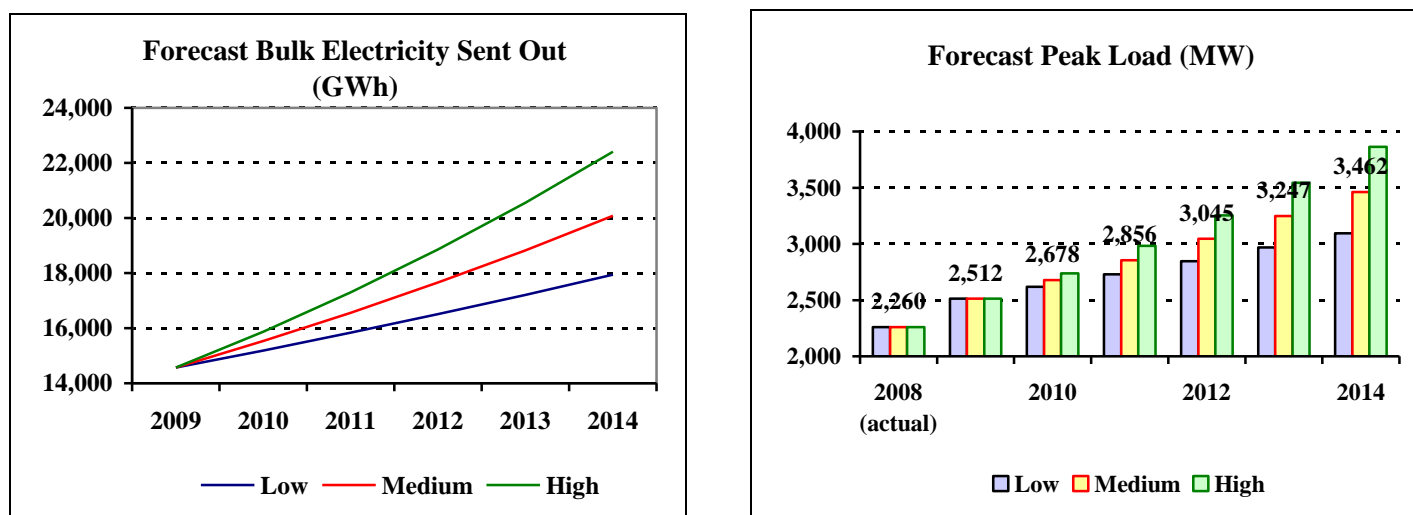 Forecast Bulk Electricity Sent Out
(GWh)
24,000
22,000
20,000
18,000
16,000
14,000
2009 2010 2011 2012 2013 2014
Low Medium High
Forecast Peak Load (MW)
4,000
3,500
3,000
2,500
2,000
2,260
2,512
2,678
2,856
3,045
3,247
3,462
2008 2010 2012 2014
(actual)
Low Medium High